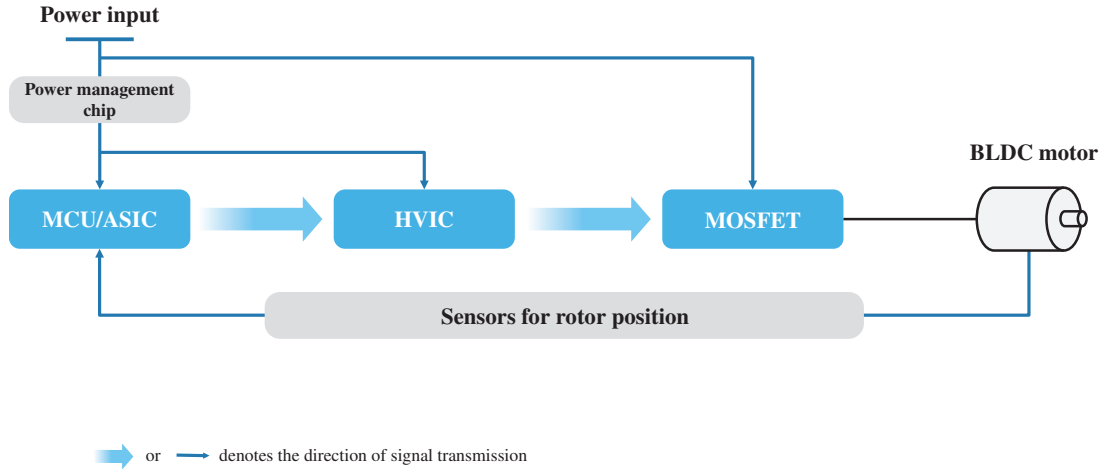 Power input
Power management
chip
BLDC motor
MCU/ASIC
HVIC
MOSFET
Sensors for rotor position
or
denotes the direction of signal transmission